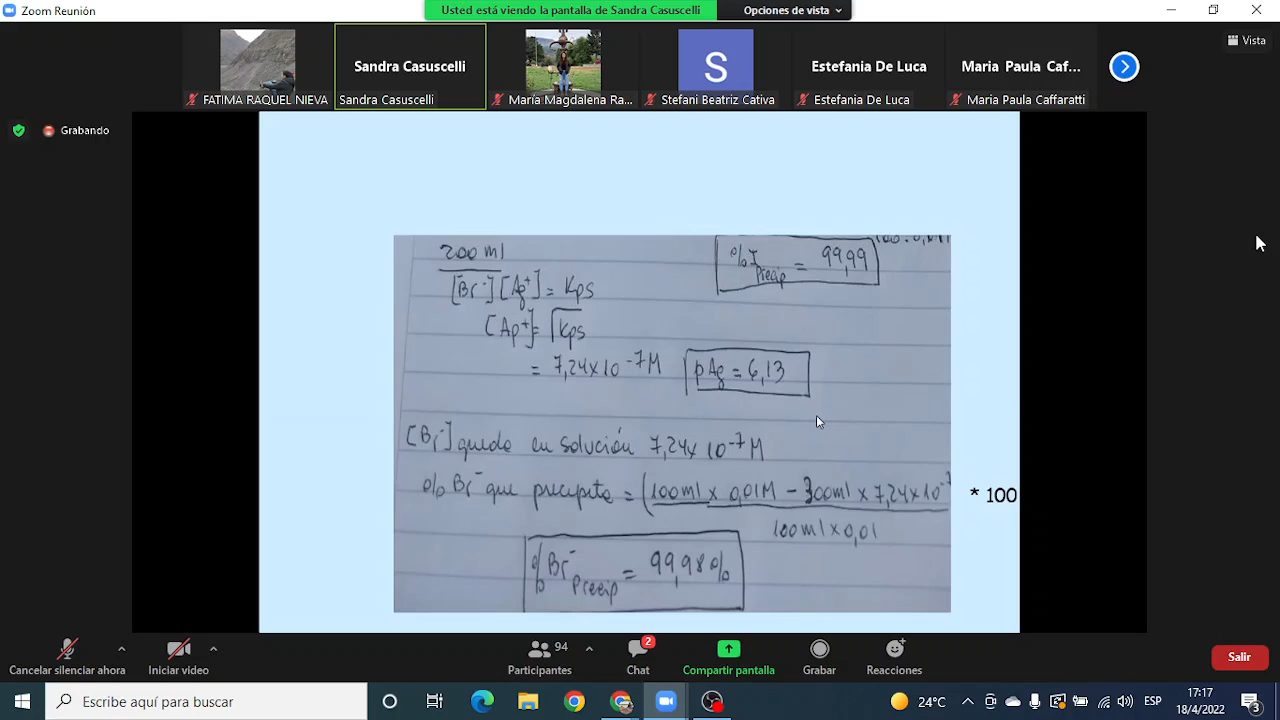 Zoom Reunión
Usted está viendo la pantalla de Sandra Casuscelli
Opciones de vista
Vista
Sandra Casuscelli
S
Estefania De Luca
Maria Paula Caf...
FATIMA RAQUEL NIEVA
Sandra Casuscelli
María Magdalena Ra...
Stefani Beatriz Cativa
Estefania De Luca
Maria Paula Caffaratti
Grabando
200 ml
% I⁻ Precip = 99,99
[Br⁻][Ag⁺] = Kps
[Ag⁺] = √Kps
= 7,24 x 10⁻⁷ M
pAg = 6,13
[Br⁻] queda en solución 7,24 x 10⁻⁷ M
% Br⁻ que precipita = (100 ml x 0,01 M - 300 ml x 7,24 x 10⁻⁷
* 100
100 ml x 0,01
% Br⁻ Precip = 99,98 %
94
2
Cancelar silenciar ahora
Iniciar video
Participantes
Chat
Compartir pantalla
Grabar
Reacciones
Salir
Escribe aquí para buscar
24°C
ESP
17:17
18/4/2022
3